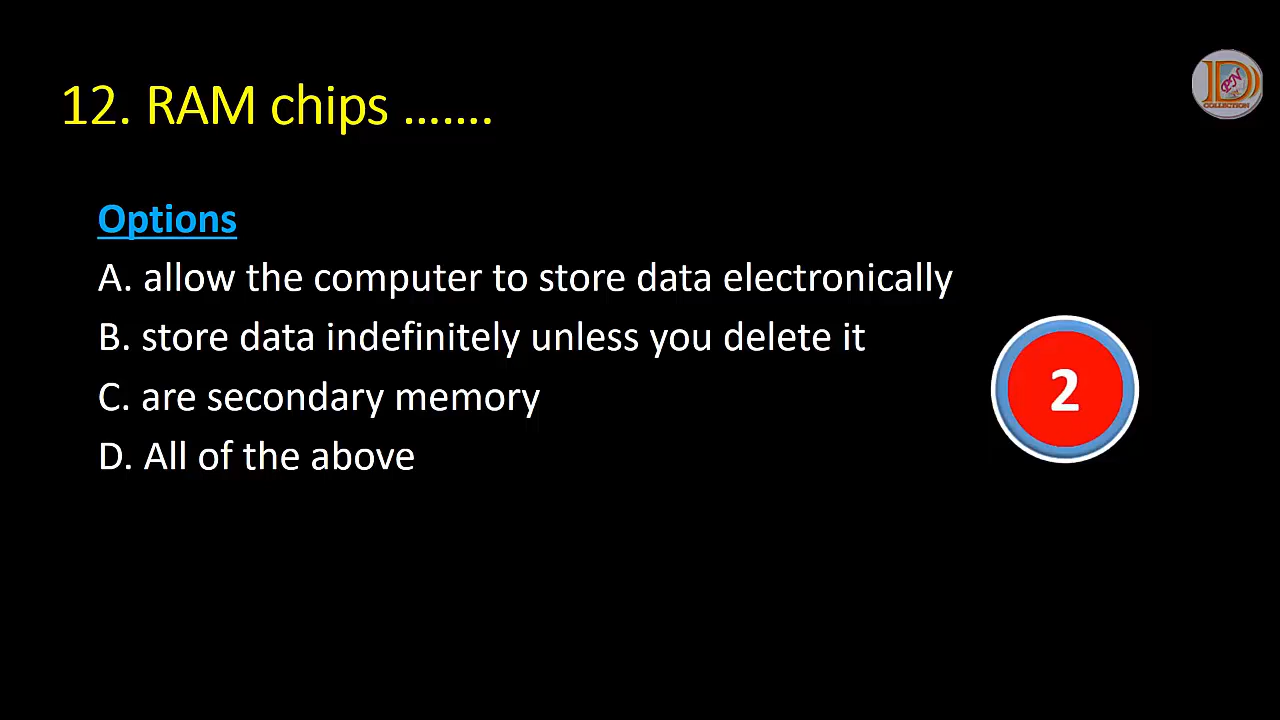 12. RAM chips .......
Options
A. allow the computer to store data electronically
B. store data indefinitely unless you delete it
C. are secondary memory
D. All of the above
2
D
COLLECTION